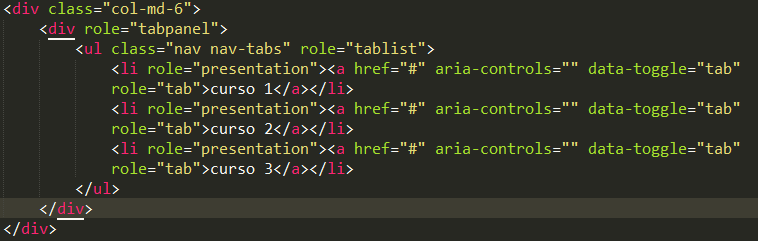 <div class="col-md-6">
    <div role="tabpanel">
        <ul class="nav nav-tabs" role="tablist">
            <li role="presentation"><a href="#" aria-controls="" data-toggle="tab"
            role="tab">curso 1</a></li>
            <li role="presentation"><a href="#" aria-controls="" data-toggle="tab"
            role="tab">curso 2</a></li>
            <li role="presentation"><a href="#" aria-controls="" data-toggle="tab"
            role="tab">curso 3</a></li>
        </ul>
    </div>
</div>